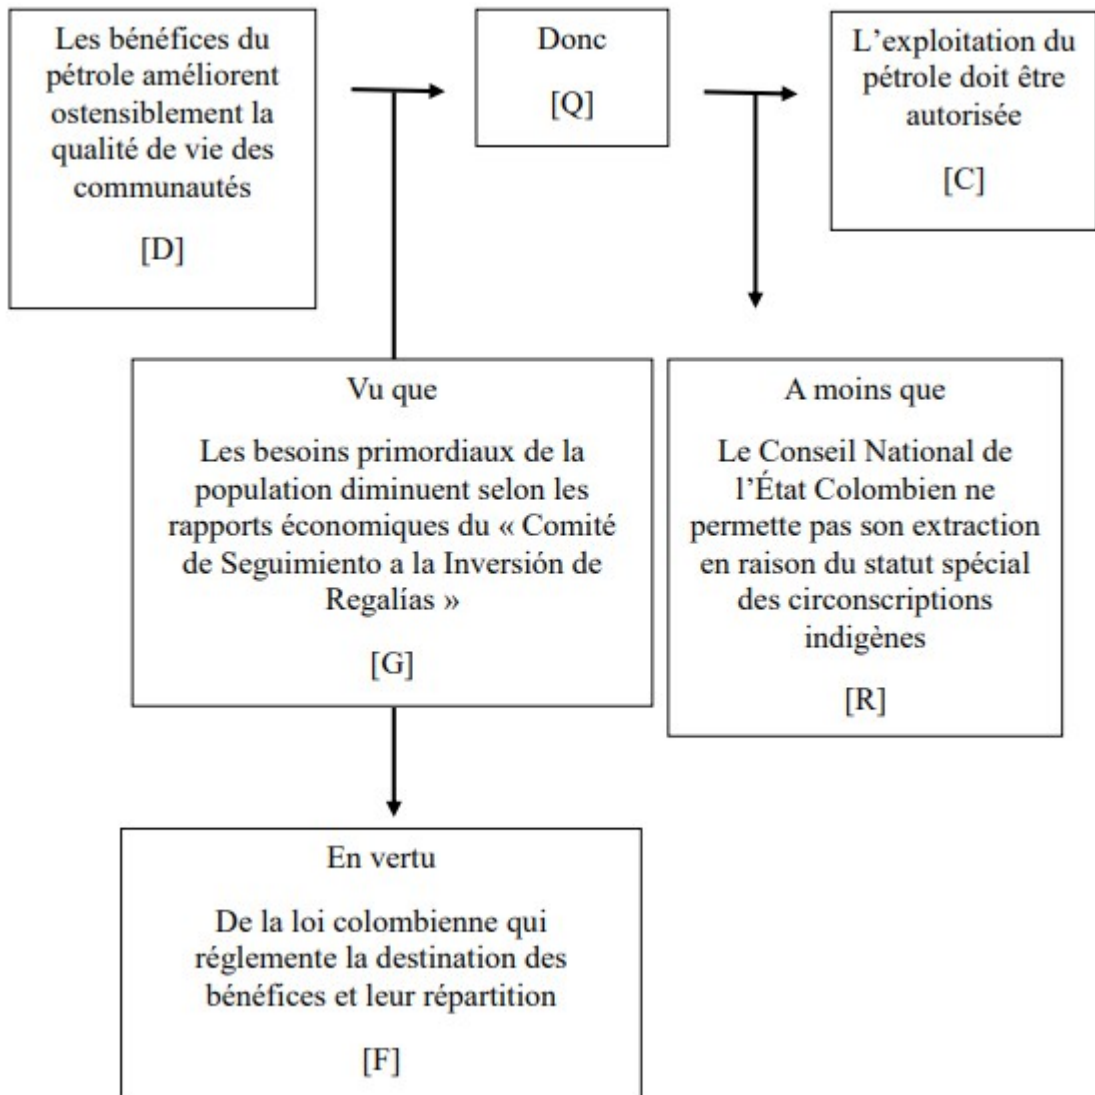 Les bénéfices du
pétrole améliorent
ostensiblement la
qualité de vie des
communautés
[D]
Donc
[Q]
L’exploitation du
pétrole doit être
autorisée
[C]
Vu que
Les besoins primordiaux de la
population diminuent selon les
rapports économiques du « Comité
de Seguimiento a la Inversión de
Regalías »
[G]
A moins que
Le Conseil National de
l’État Colombien ne
permette pas son extraction
en raison du statut spécial
des circonscriptions
indigènes
[R]
En vertu
De la loi colombienne qui
réglemente la destination des
bénéfices et leur répartition
[F]